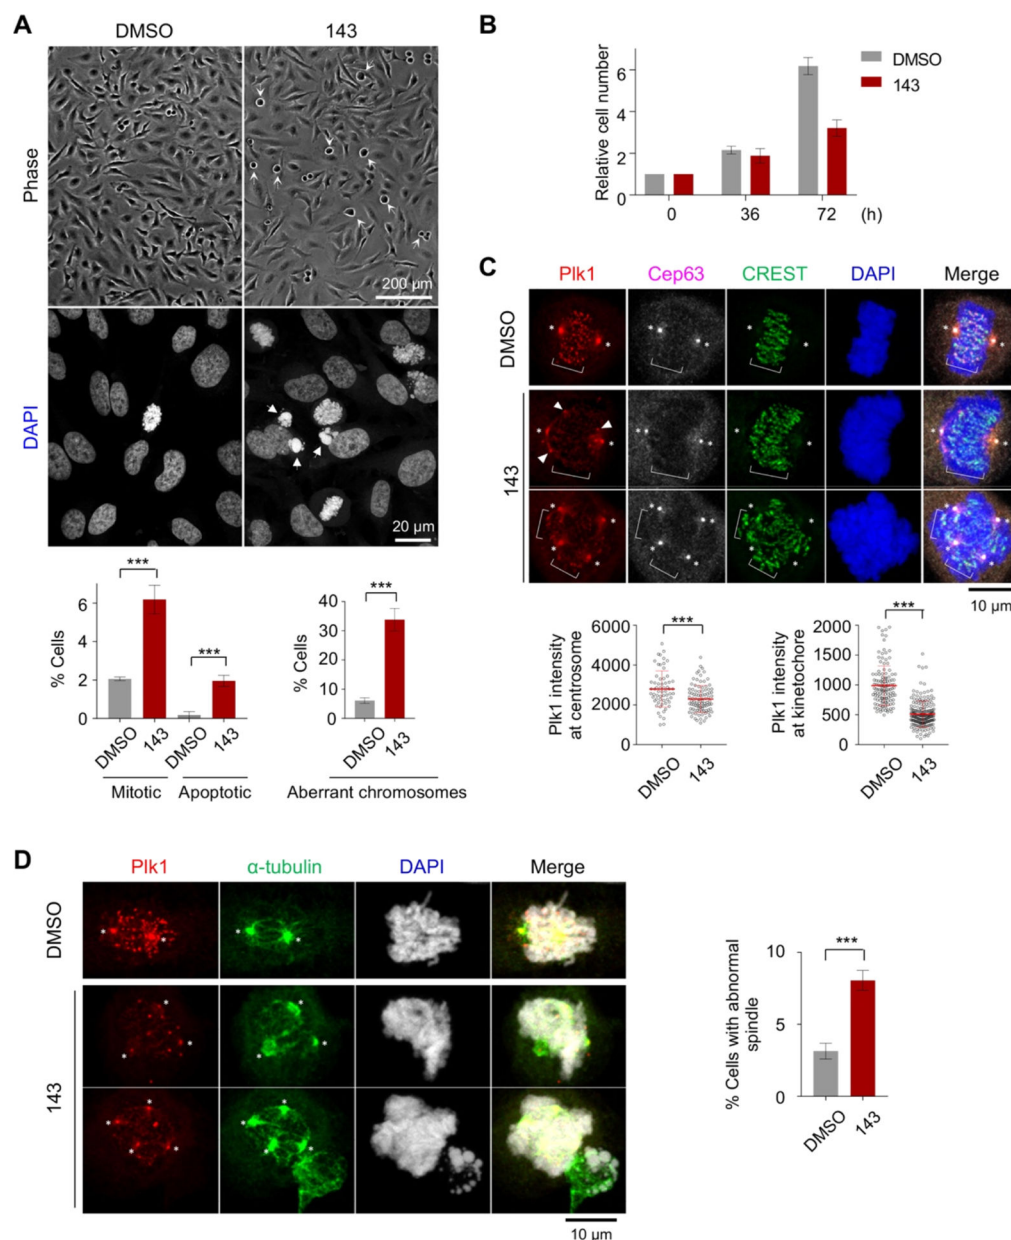 A
DMSO
143
Phase
200 μm
DAPI
20 μm
% Cells
6
4
2
0
***
***
DMSO
143
DMSO
143
Mitotic
Apoptotic
% Cells
40
30
20
10
0
***
DMSO
143
Aberrant chromosomes
B
Relative cell number
6
4
2
0
DMSO
143
0
36
72
(h)
C
Plk1
Cep63
CREST
DAPI
Merge
DMSO
143
10 μm
Plk1 intensity
at centrosome
6000
4000
2000
0
***
DMSO
143
Plk1 intensity
at kinetochore
2000
1500
1000
500
0
***
DMSO
143
D
Plk1
α-tubulin
DAPI
Merge
DMSO
143
10 μm
% Cells with abnormal
spindle
10
5
0
***
DMSO
143